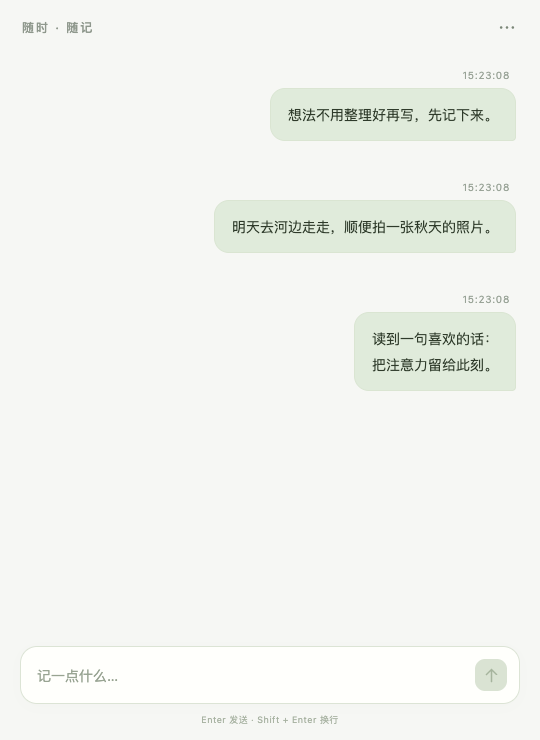 随时 · 随记
15:23:08
想法不用整理好再写，先记下来。
15:23:08
明天去河边走走，顺便拍一张秋天的照片。
15:23:08
读到一句喜欢的话：
把注意力留给此刻。
记一点什么...
Enter 发送 · Shift + Enter 换行